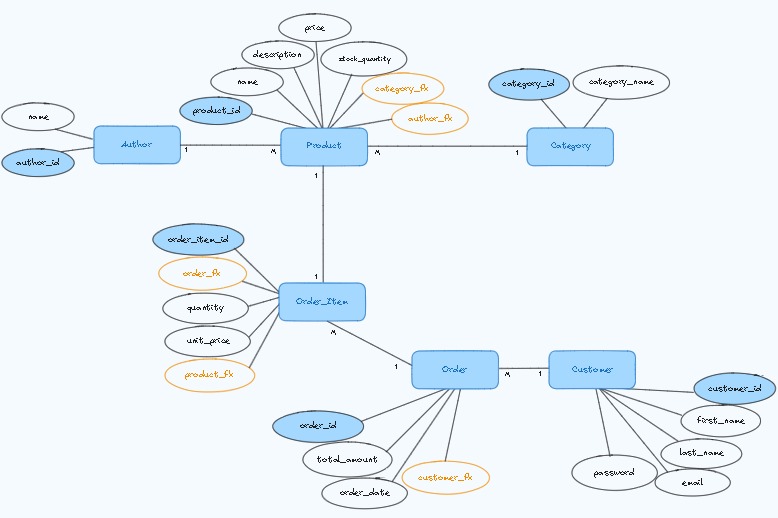 price
description
stock_quantity
name
category_fk
product_id
author_fk
category_id
category_name
name
author_id
Author
1
M
Product
M
1
Category
1
1
order_item_id
order_fk
quantity
unit_price
product_fk
Order_Item
M
1
Order
M
1
Customer
order_id
total_amount
order_date
customer_fk
customer_id
first_name
last_name
email
password